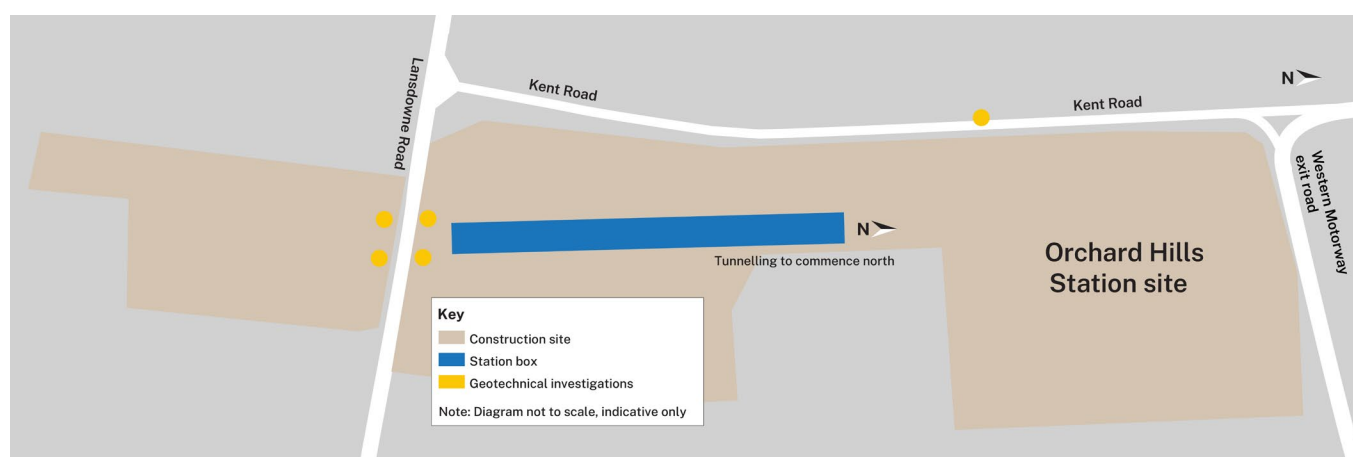 Lansdowne Road
Kent Road
Kent Road
N
Western Motorway
exit road
N
Tunnelling to commence north
Orchard Hills
Station site
Key
Construction site
Station box
Geotechnical investigations
Note: Diagram not to scale, indicative only